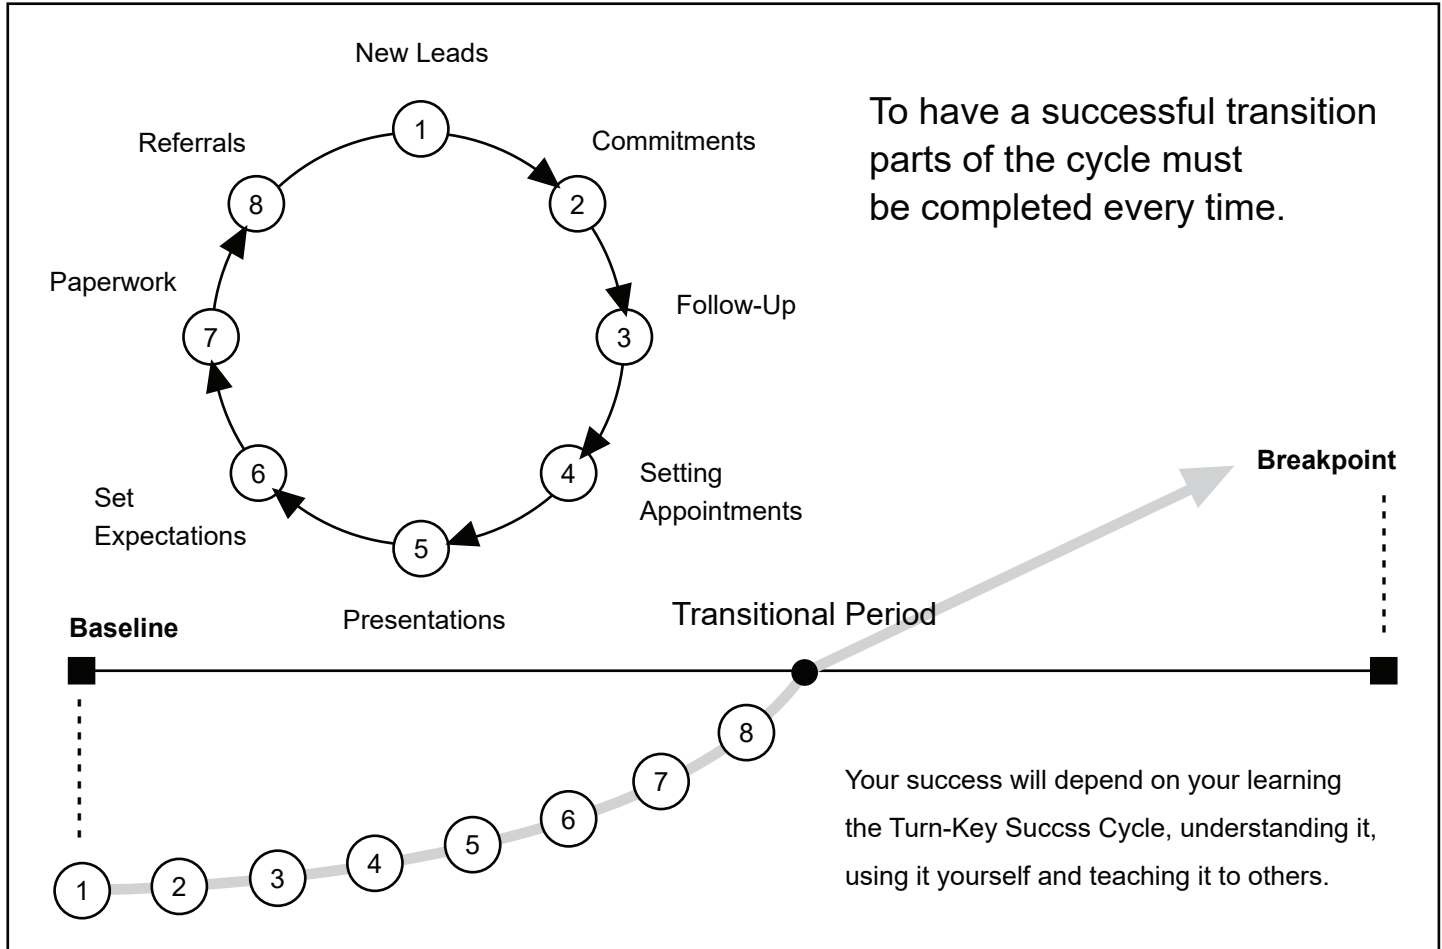 New Leads
1
Commitments
2
Follow-Up
3
Setting
Appointments
4
Presentations
5
Set
Expectations
6
Paperwork
7
Referrals
8
To have a successful transition
parts of the cycle must
be completed every time.
Baseline
Transitional Period
Breakpoint
1
2
3
4
5
6
7
8
Your success will depend on your learning
the Turn-Key Succss Cycle, understanding it,
using it yourself and teaching it to others.